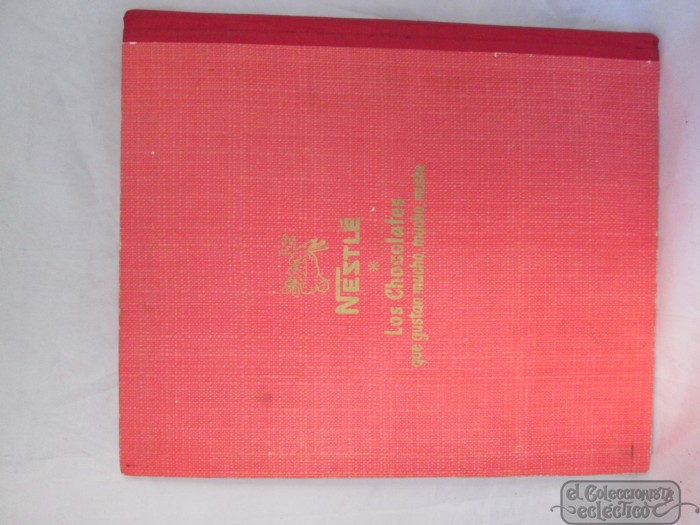 NESTLÉ
Los Chocolates
que gustan mucho, mucho, mucho
el Coleccionista
ecléctico